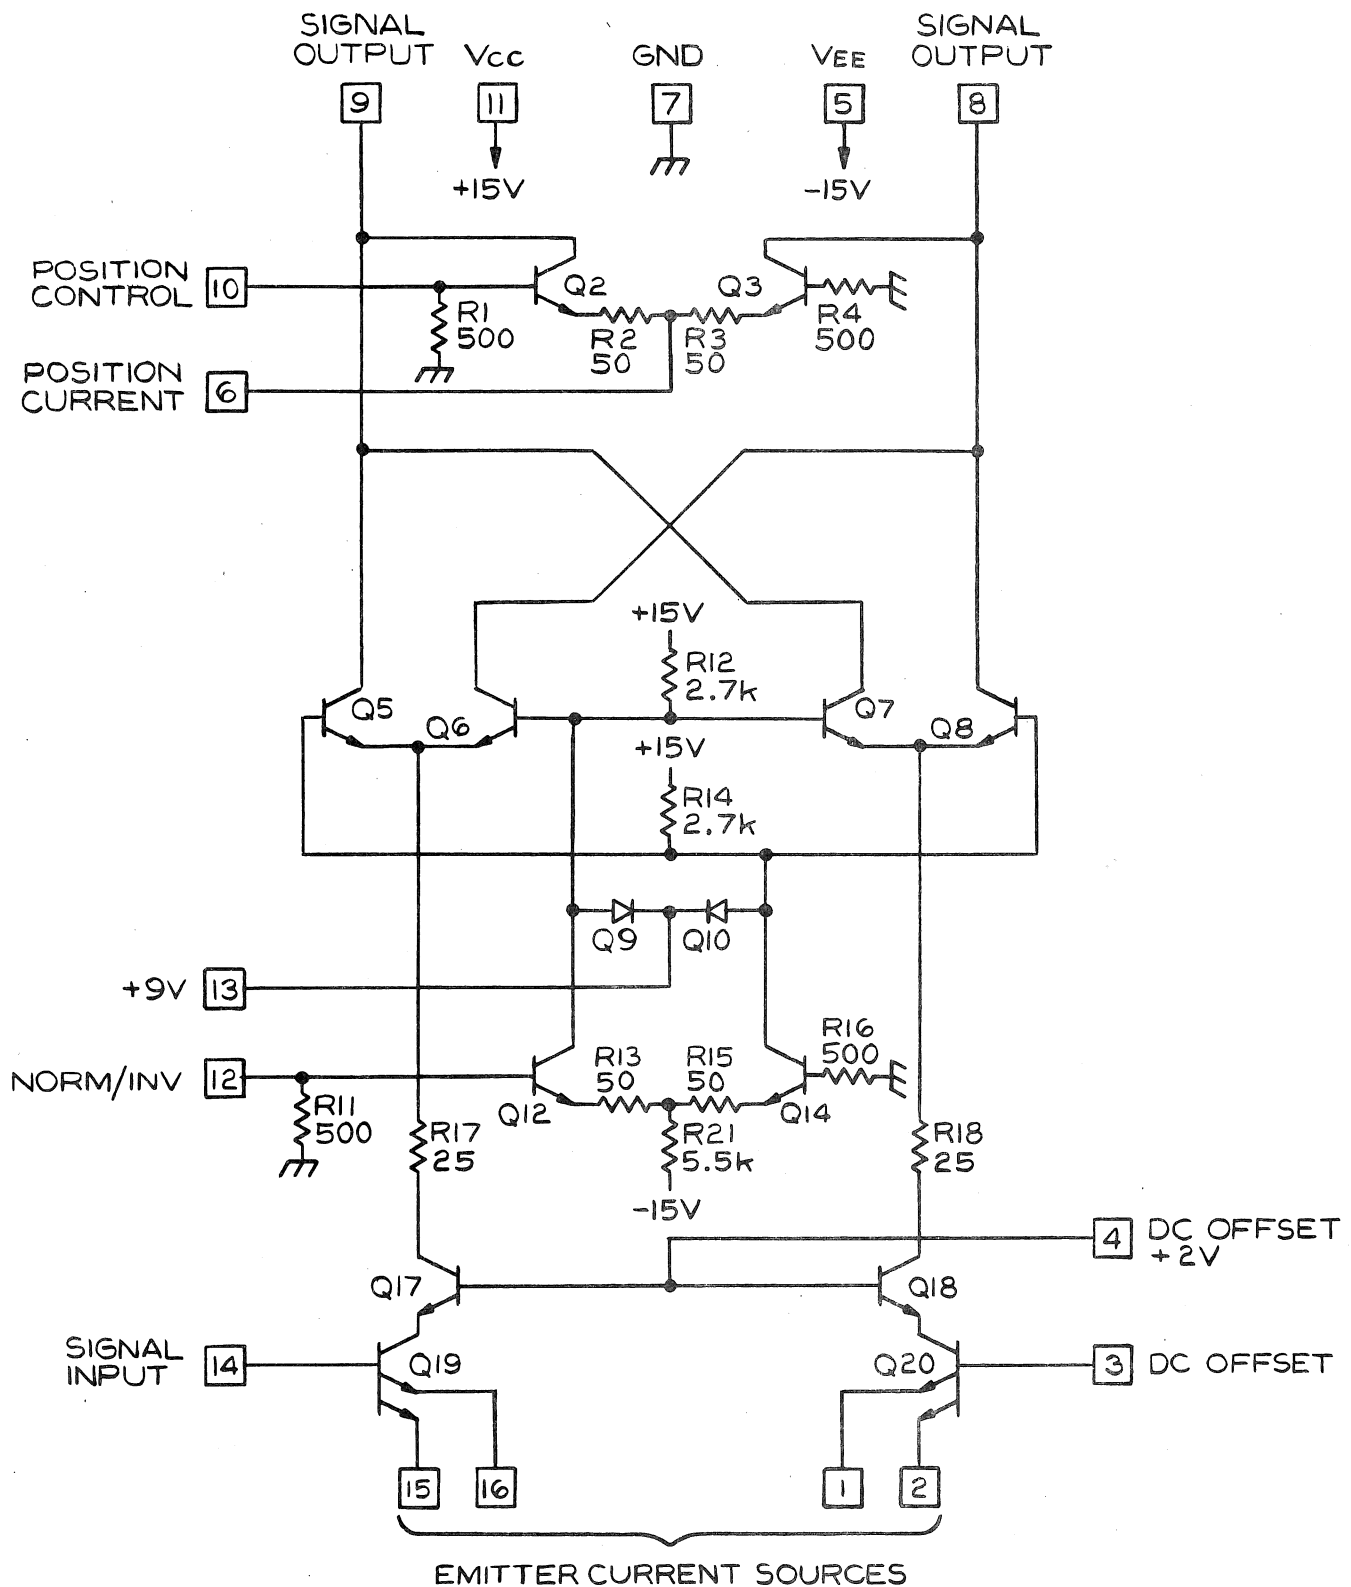 SIGNAL
OUTPUT
VCC
GND
VEE
SIGNAL
OUTPUT
9
11
7
5
8
+15V
-15V
POSITION
CONTROL
10
Q2
Q3
R1
500
R2
50
R3
50
R4
500
POSITION
CURRENT
6
+15V
R12
2.7k
Q5
Q6
Q7
Q8
+15V
R14
2.7k
Q9
Q10
+9V
13
NORM/INV
12
R11
500
Q12
R13
50
R15
50
R16
500
Q14
R17
25
R21
5.5k
-15V
R18
25
4
DC OFFSET
+2V
Q17
Q18
SIGNAL
INPUT
14
Q19
Q20
3
DC OFFSET
15
16
1
2
EMITTER CURRENT SOURCES